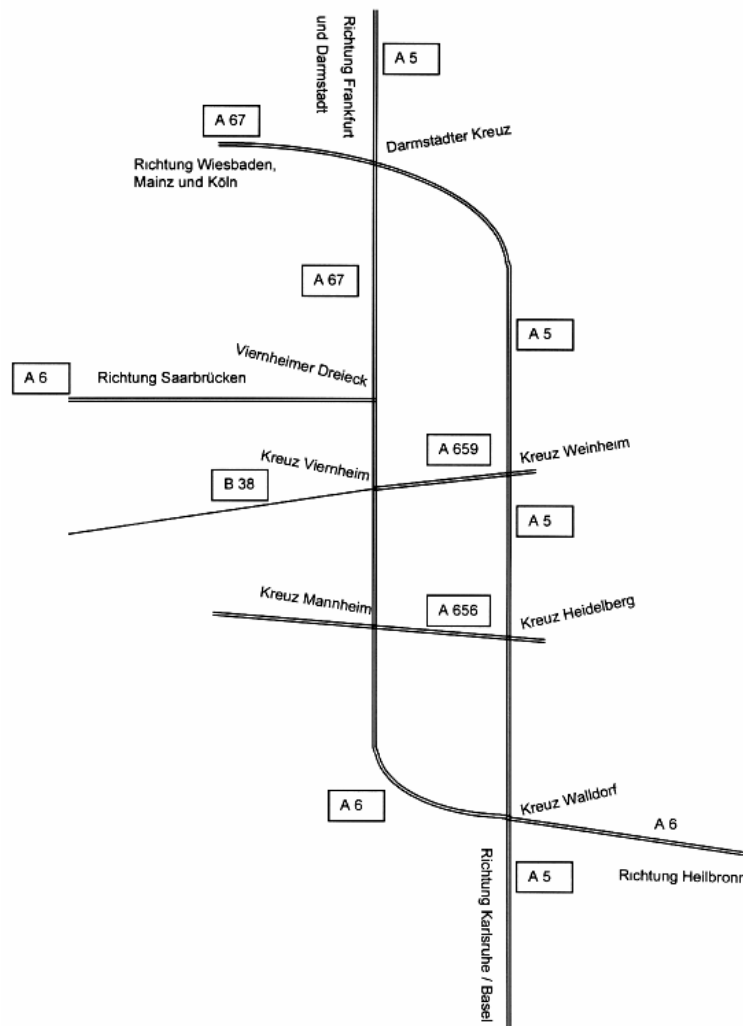 Richtung Frankfurt
und Darmstadt
A 5
A 67
Darmstädter Kreuz
Richtung Wiesbaden,
Mainz und Köln
A 67
A 5
Viernheimer Dreieck
A 6
Richtung Saarbrücken
A 659
Kreuz Weinheim
Kreuz Viernheim
B 38
A 5
Kreuz Mannheim
A 656
Kreuz Heidelberg
Kreuz Walldorf
A 6
A 6
Richtung Karlsruhe / Basel
A 5
Richtung Heilbronn